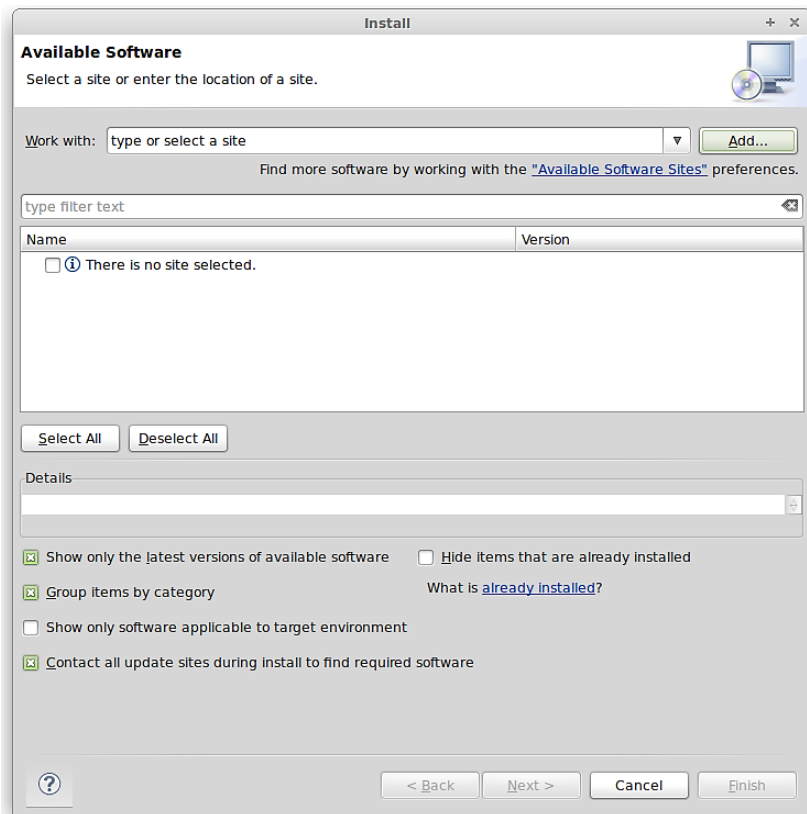 Install
Available Software
Select a site or enter the location of a site.
Work with: type or select a site Add...
Find more software by working with the "Available Software Sites" preferences.
type filter text
Name Version
There is no site selected.
Select All Deselect All
Details
Show only the latest versions of available software Hide items that are already installed
Group items by category What is already installed?
Show only software applicable to target environment
Contact all update sites during install to find required software
? < Back Next > Cancel Finish